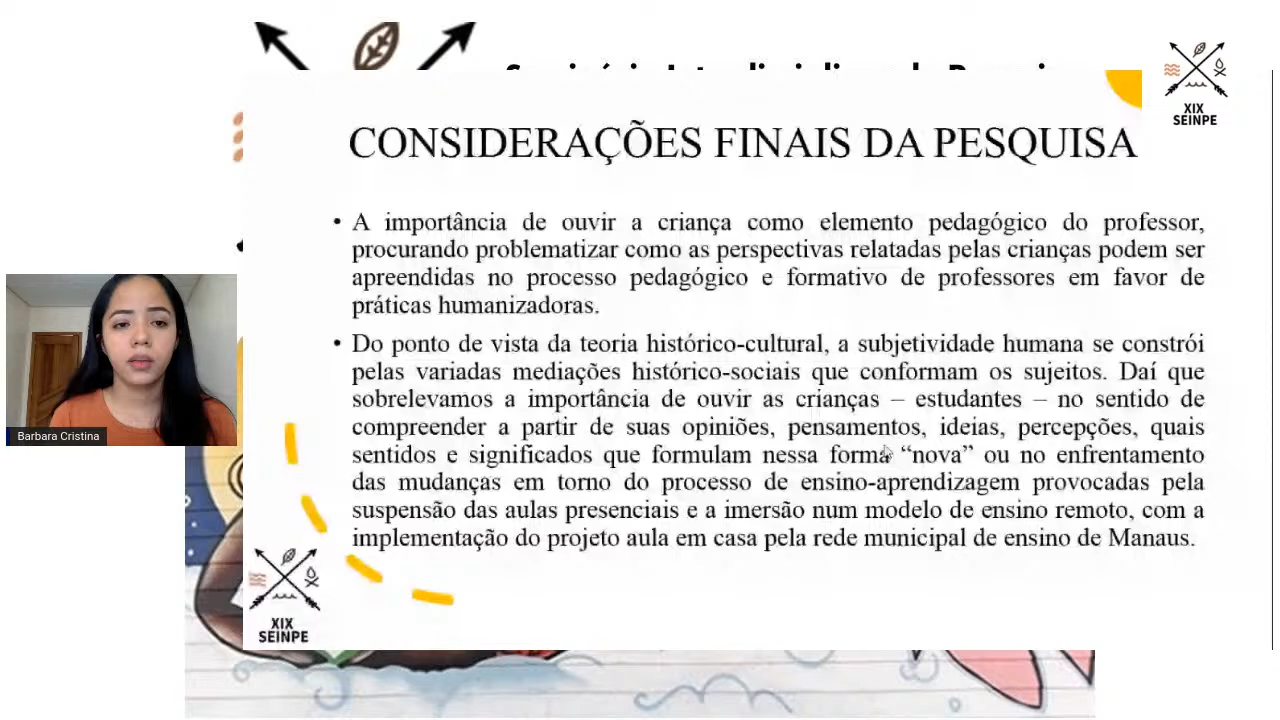 XIX
SEINPE
CONSIDERAÇÕES FINAIS DA PESQUISA
• A importância de ouvir a criança como elemento pedagógico do professor,
procurando problematizar como as perspectivas relatadas pelas crianças podem ser
apreendidas no processo pedagógico e formativo de professores em favor de
práticas humanizadoras.
• Do ponto de vista da teoria histórico-cultural, a subjetividade humana se constrói
pelas variadas mediações histórico-sociais que conformam os sujeitos. Daí que
sobrelevamos a importância de ouvir as crianças – estudantes – no sentido de
compreender a partir de suas opiniões, pensamentos, ideias, percepções, quais
sentidos e significados que formulam nessa forma “nova” ou no enfrentamento
das mudanças em torno do processo de ensino-aprendizagem provocadas pela
suspensão das aulas presenciais e a imersão num modelo de ensino remoto, com a
implementação do projeto aula em casa pela rede municipal de ensino de Manaus.
Barbara Cristina
XIX
SEINPE